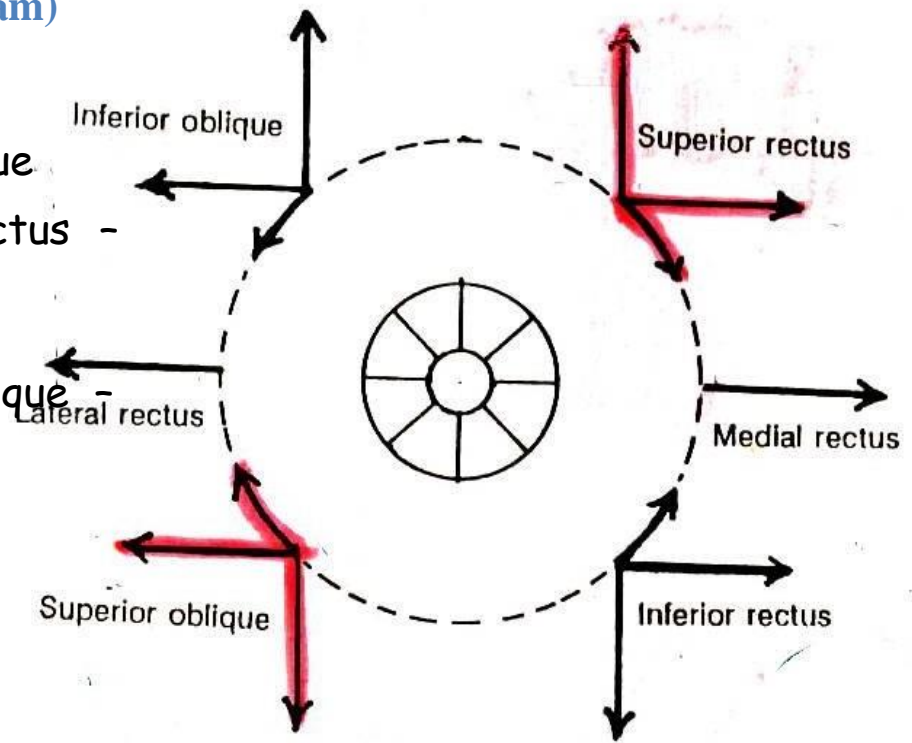 am)
Inferior oblique
Superior rectus
ue
ctus -
que -
Lateral rectus
Medial rectus
Superior oblique
Inferior rectus